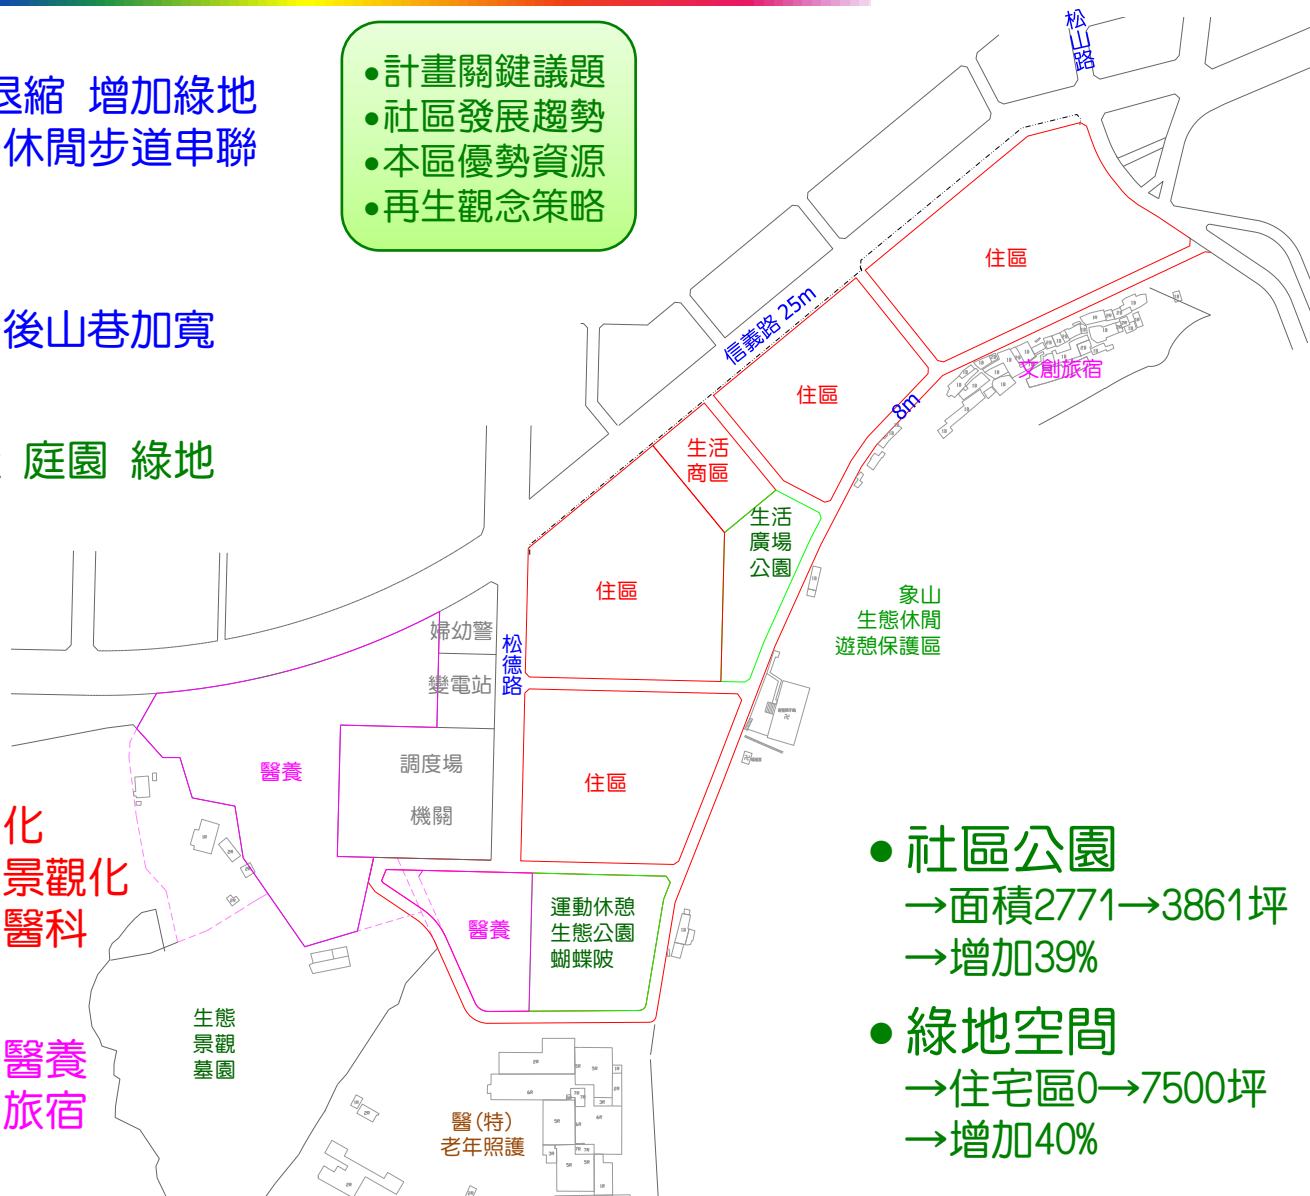 退縮 增加綠地
休閒步道串聯
後山巷加寬
庭園 綠地
化
景觀化
醫科
醫養
旅宿
•計畫關鍵議題
•社區發展趨勢
•本區優勢資源
•再生觀念策略
松山路
信義路 25m
8m
松德路
住區
文創旅宿
住區
生活
商區
生活
廣場
公園
住區
象山
生態休閒
遊憩保護區
婦幼警
變電站
調度場
機關
醫養
住區
醫養
運動休憩
生態公園
蝴蝶陂
生態
景觀
墓園
醫(特)
老年照護
•社區公園
→面積2771→3861坪
→增加39%
•綠地空間
→住宅區0→7500坪
→增加40%